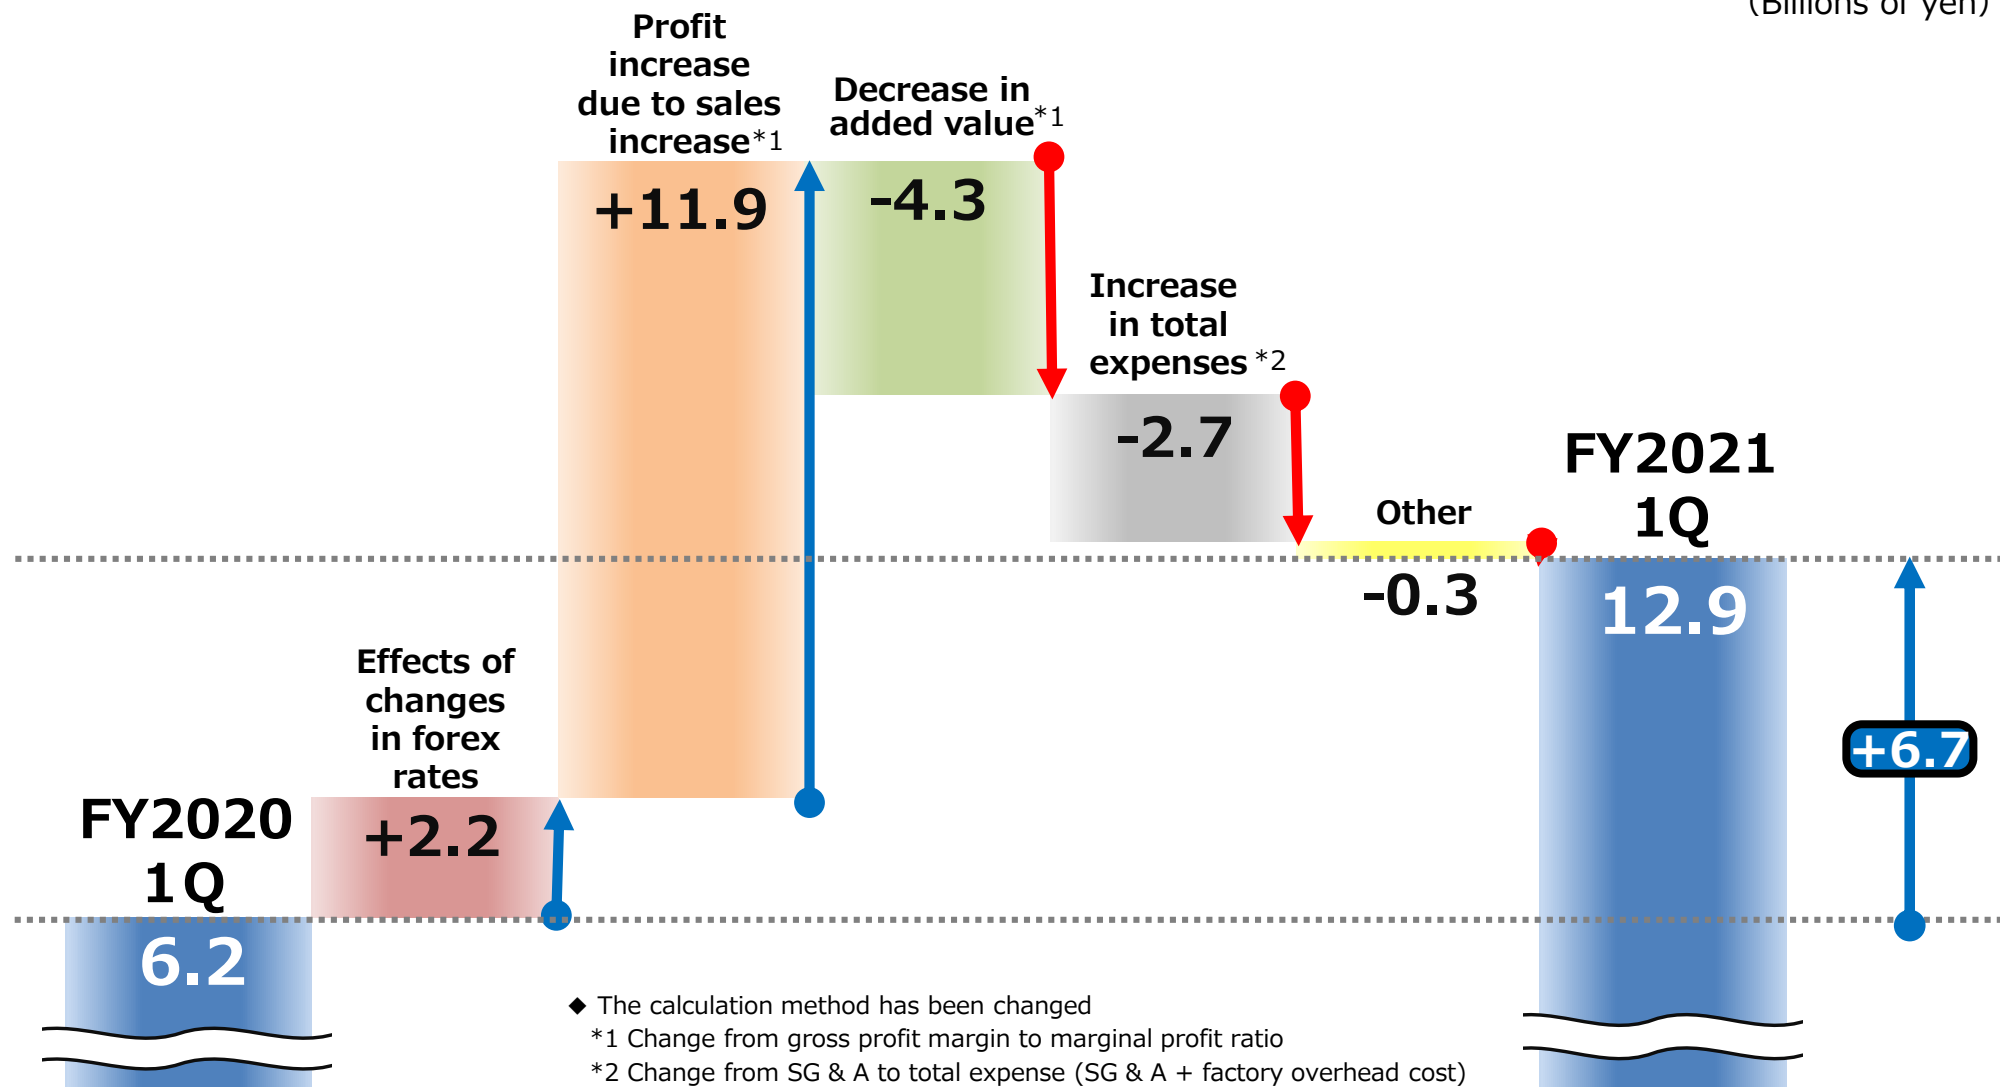 (Billions of yen)
Profit
increase
due to sales
increase*1
+11.9
Decrease in
added value*1
-4.3
Increase
in total
expenses *2
-2.7
Other
-0.3
FY2021
1Q
12.9
+6.7
Effects of
changes
in forex
rates
+2.2
FY2020
1Q
6.2
◆ The calculation method has been changed
*1 Change from gross profit margin to marginal profit ratio
*2 Change from SG & A to total expense (SG & A + factory overhead cost)